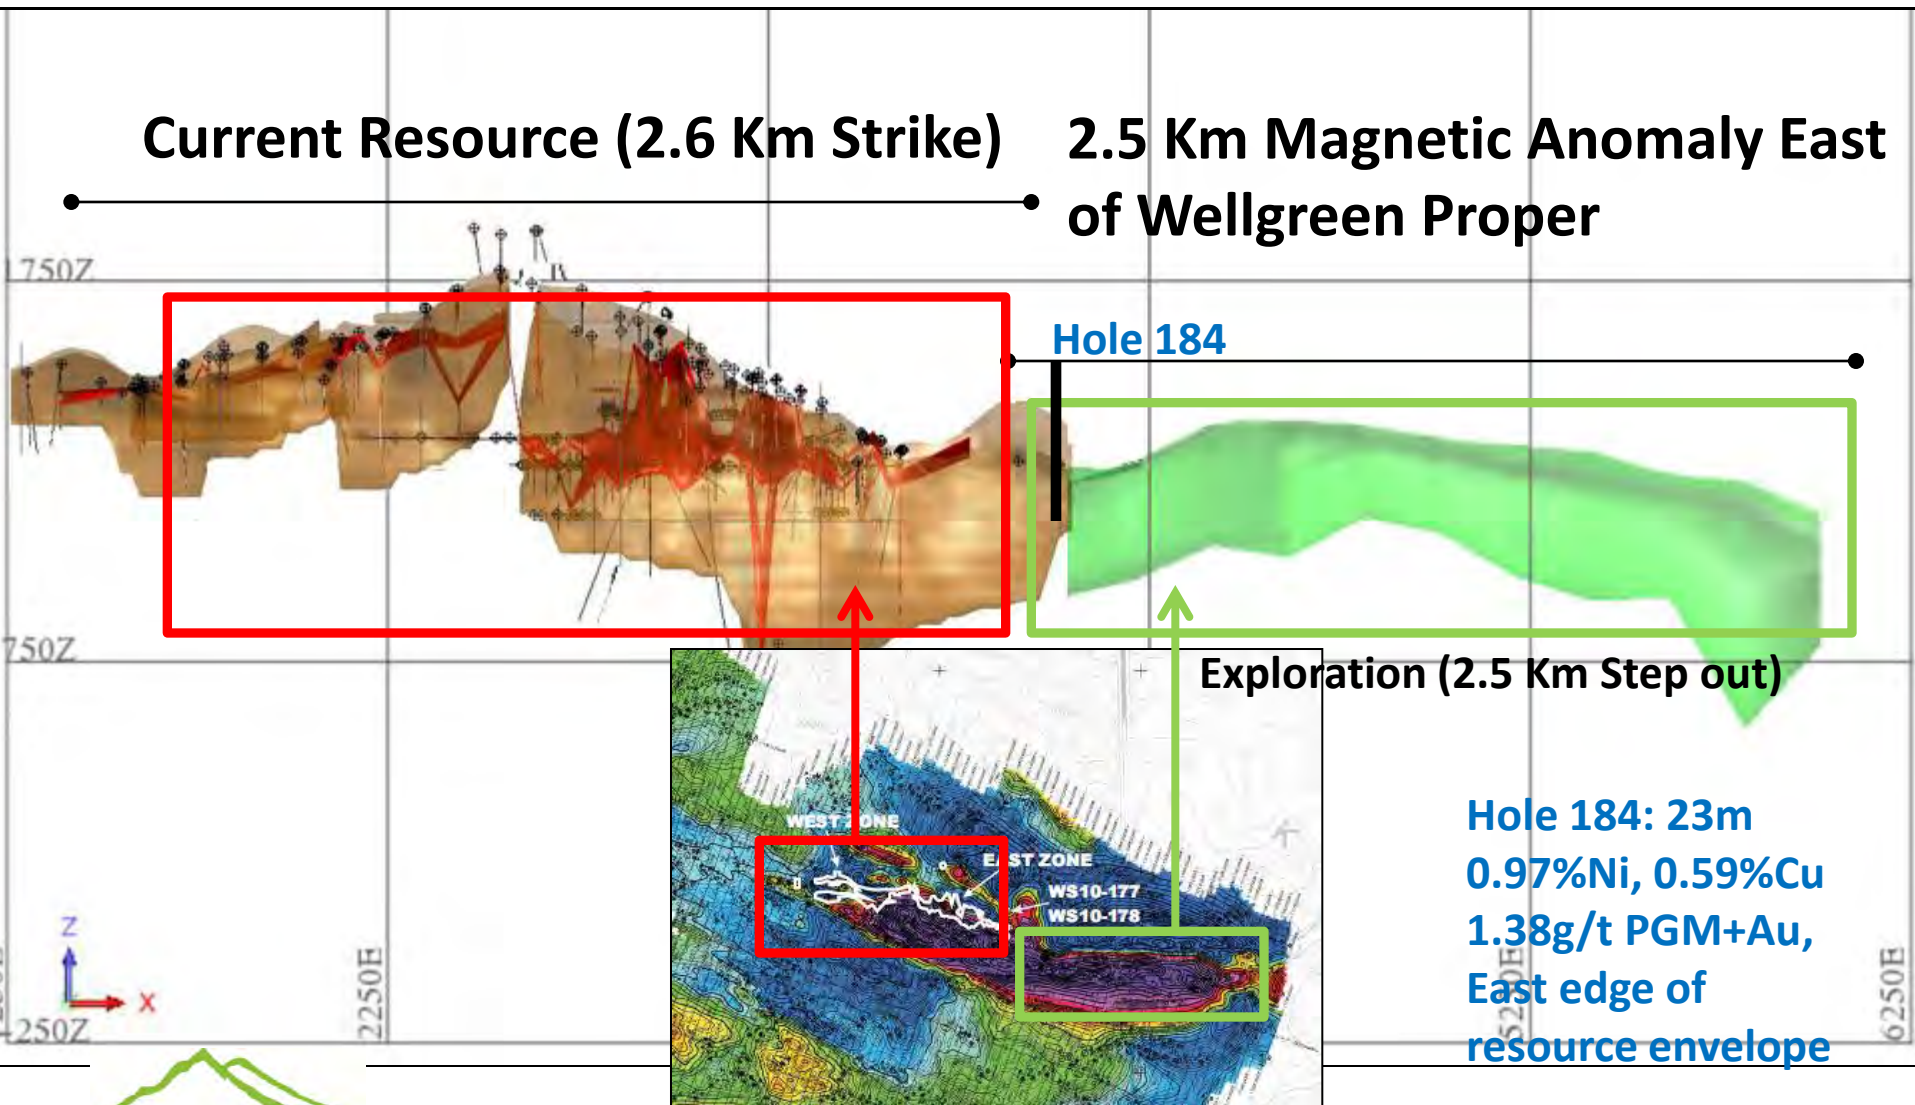 Current Resource (2.6 Km Strike)
2.5 Km Magnetic Anomaly East
of Wellgreen Proper
1750Z
Hole 184
750Z
Exploration (2.5 Km Step out)
WEST ZONE
EAST ZONE
WS10-177
WS10-178
Hole 184: 23m
0.97%Ni, 0.59%Cu
1.38g/t PGM+Au,
East edge of
resource envelope
Z
X
-250Z
2250E
5250E
6250E